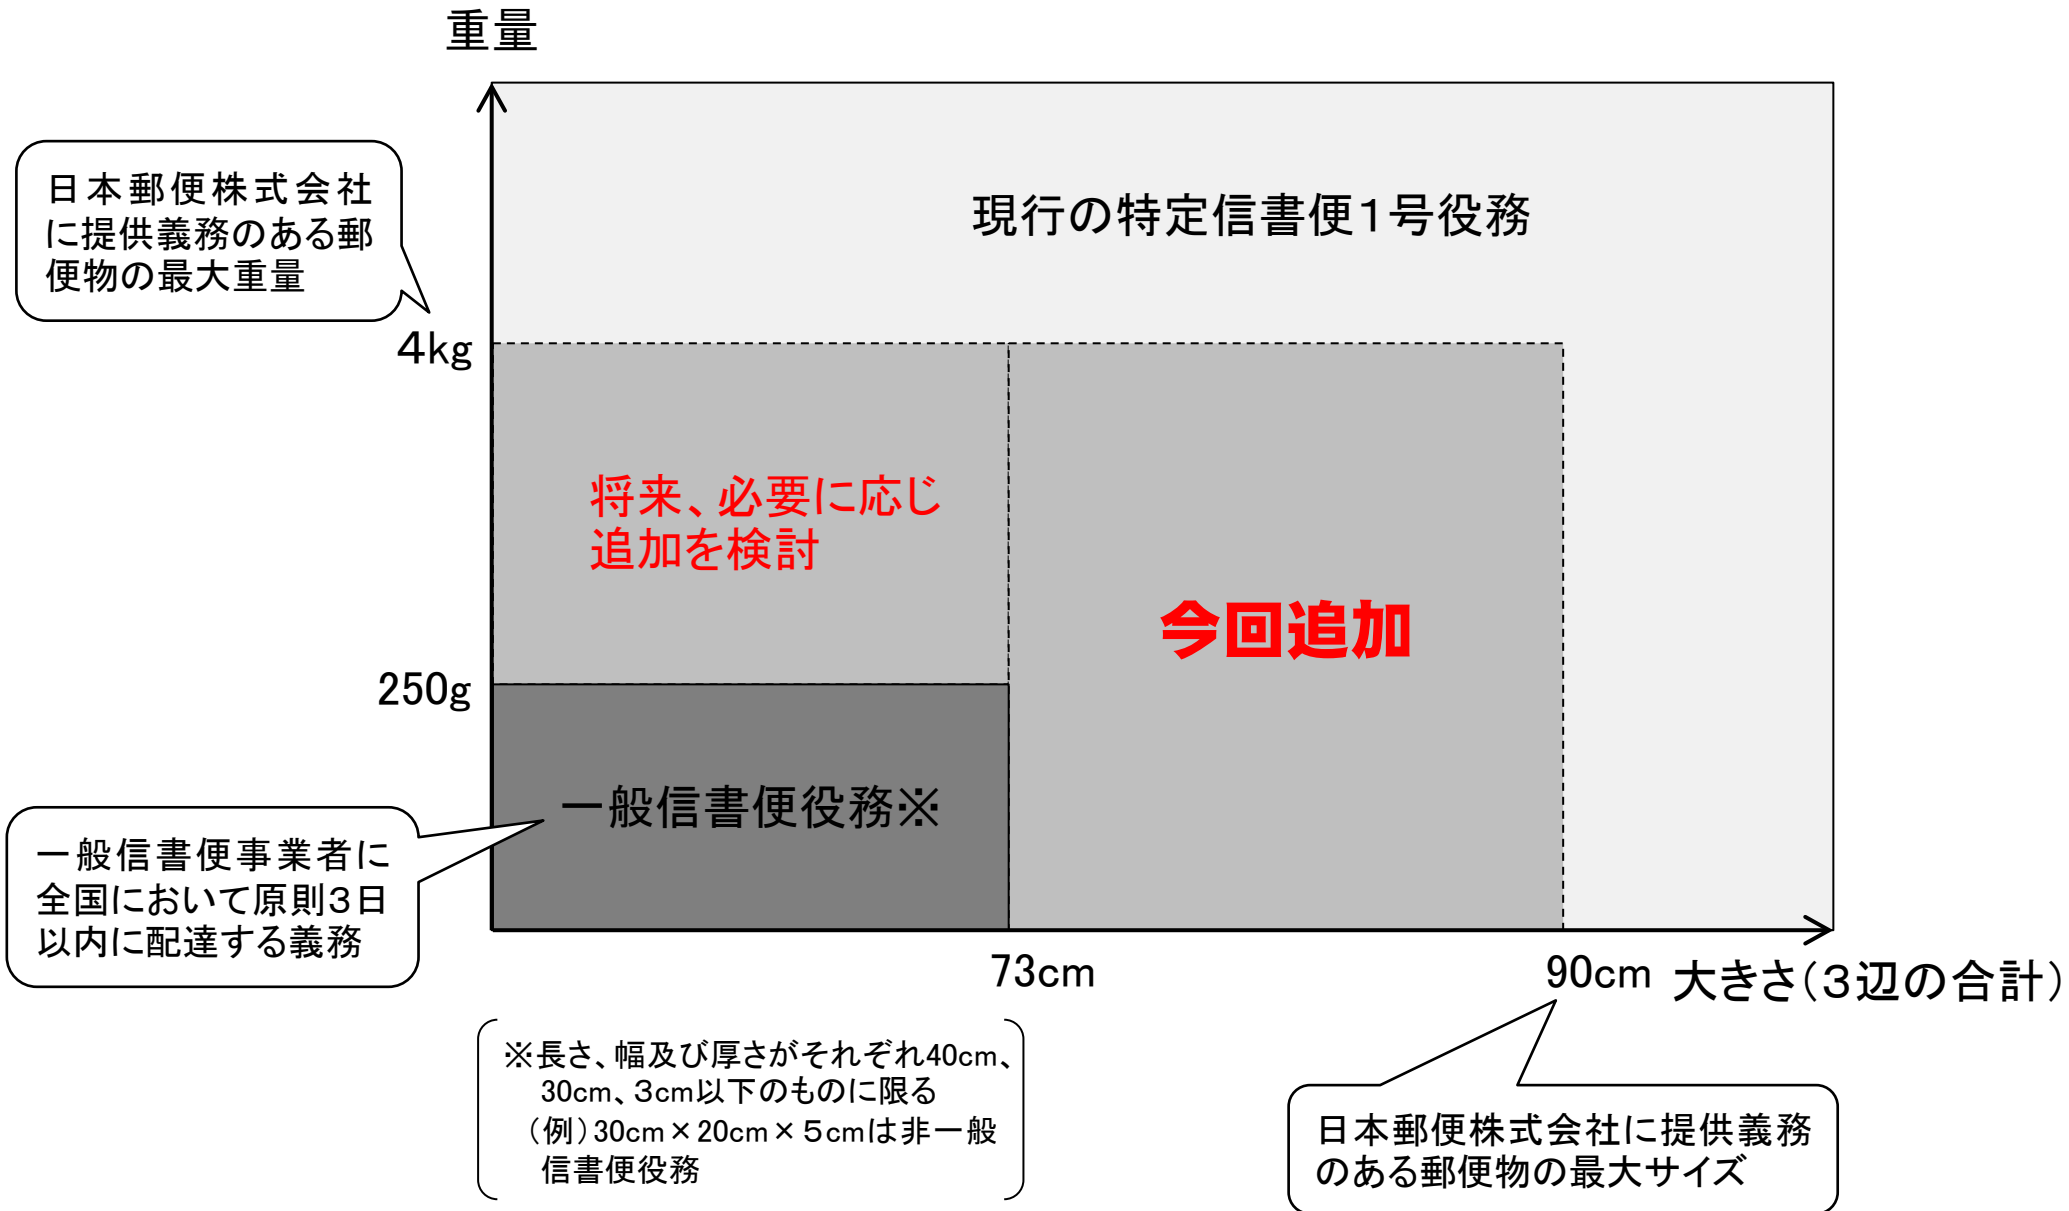 重量
日本郵便株式会社
に提供義務のある郵
便物の最大重量
現行の特定信書便１号役務
４kg
将来、必要に応じ
追加を検討
今回追加
250g
一般信書便役務※
一般信書便事業者に
全国において原則３日
以内に配達する義務
73cm
90cm
大きさ（３辺の合計）
※長さ、幅及び厚さがそれぞれ40cm、
30cm、３cm以下のものに限る
（例）30cm×20cm×５cmは非一般
信書便役務
日本郵便株式会社に提供義務
のある郵便物の最大サイズ